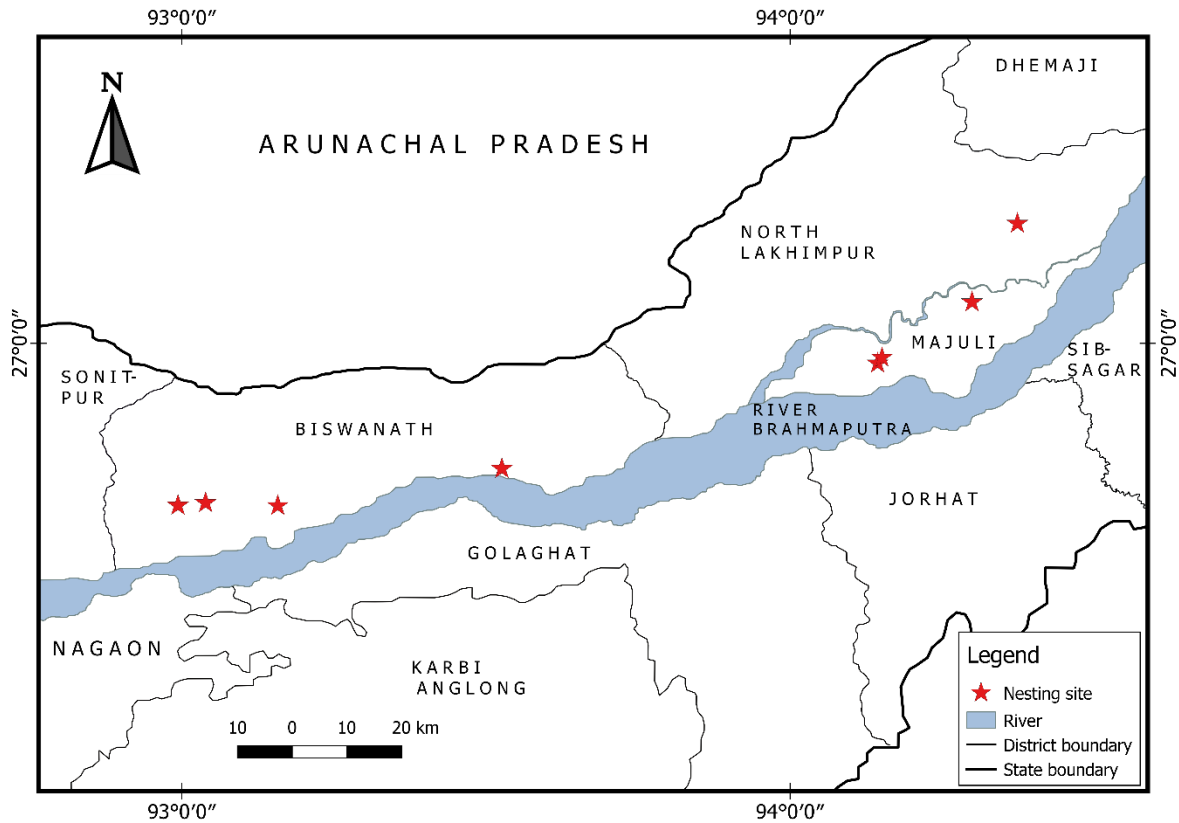 93°0'0″
94°0'0″
DHEMAJI
N
ARUNACHAL PRADESH
NORTH
LAKHIMPUR
27°0'0″
27°0'0″
MAJULI
SIB-
SAGAR
SONIT-
PUR
RIVER
BRAHMAPUTRA
BISWANATH
JORHAT
GOLAGHAT
NAGAON
KARBI
ANGLONG
10 0 10 20 km
Legend
Nesting site
River
District boundary
State boundary
93°0'0″
94°0'0″